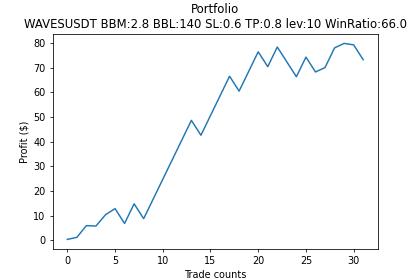 Portfolio
WAVESUSDT BBM:2.8 BBL:140 SL:0.6 TP:0.8 lev:10 WinRatio:66.0
80
70
60
50
40
30
20
10
0
Profit ($)
0 5 10 15 20 25 30
Trade counts